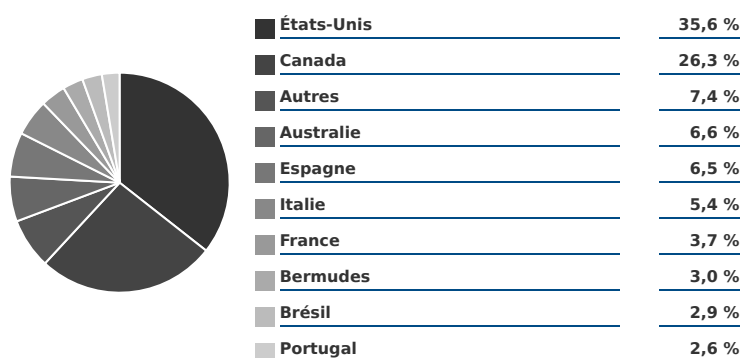 États-Unis 35,6 %
Canada 26,3 %
Autres 7,4 %
Australie 6,6 %
Espagne 6,5 %
Italie 5,4 %
France 3,7 %
Bermudes 3,0 %
Brésil 2,9 %
Portugal 2,6 %